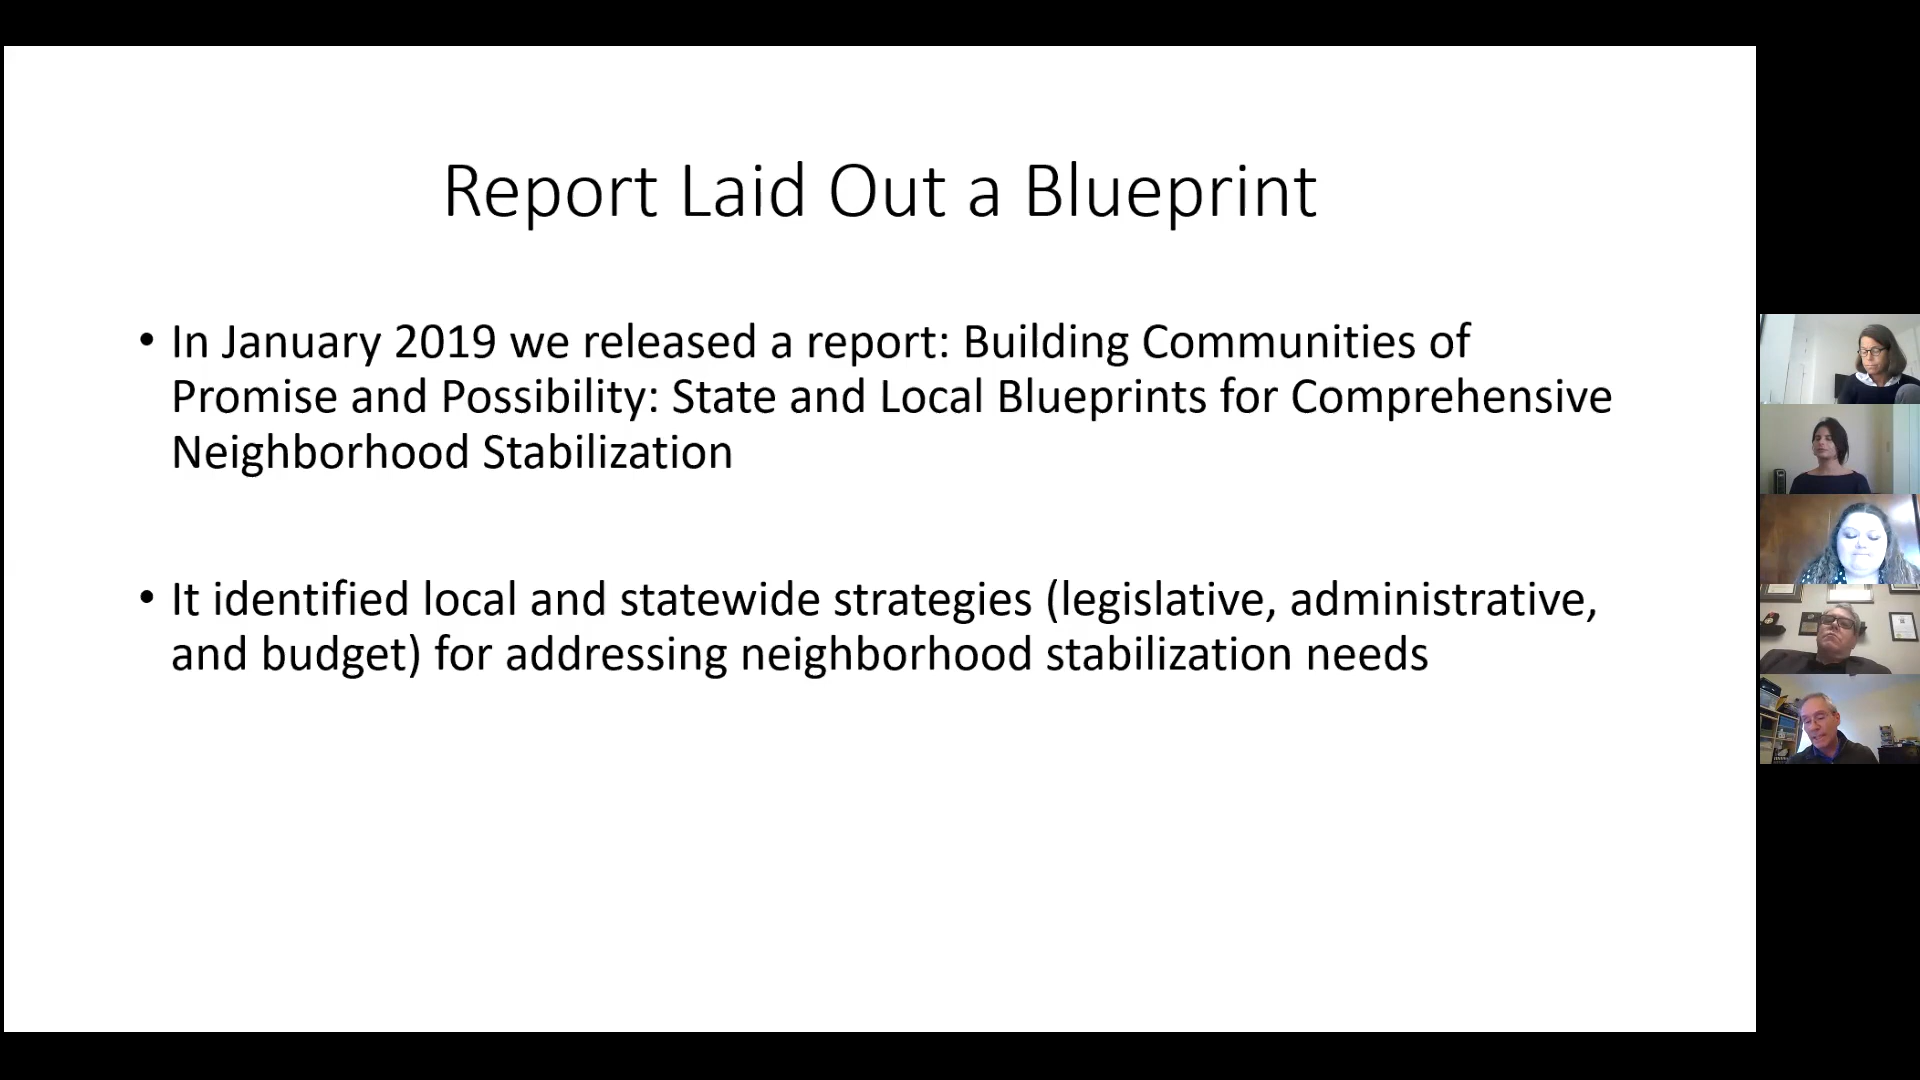 Report Laid Out a Blueprint
• In January 2019 we released a report: Building Communities of
Promise and Possibility: State and Local Blueprints for Comprehensive
Neighborhood Stabilization
• It identified local and statewide strategies (legislative, administrative,
and budget) for addressing neighborhood stabilization needs